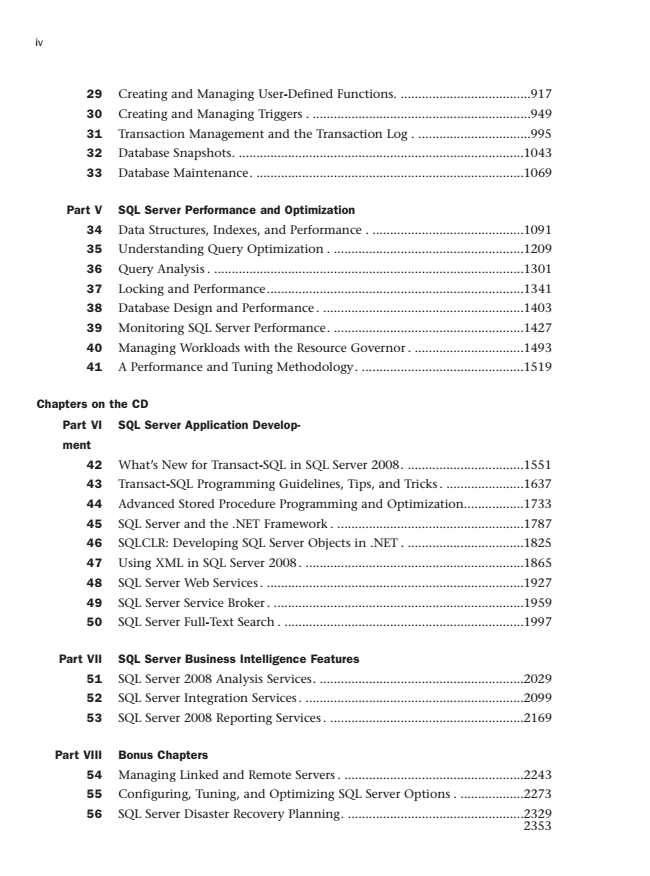 iv
29 Creating and Managing User-Defined Functions. .....................................917
30 Creating and Managing Triggers . ..............................................................949
31 Transaction Management and the Transaction Log . ................................995
32 Database Snapshots. .................................................................................1043
33 Database Maintenance. ............................................................................1069
Part V SQL Server Performance and Optimization
34 Data Structures, Indexes, and Performance . ...........................................1091
35 Understanding Query Optimization . ......................................................1209
36 Query Analysis . ........................................................................................1301
37 Locking and Performance.........................................................................1341
38 Database Design and Performance. ..........................................................1403
39 Monitoring SQL Server Performance. .......................................................1427
40 Managing Workloads with the Resource Governor. ...............................1493
41 A Performance and Tuning Methodology. ..............................................1519
Chapters on the CD
Part VI SQL Server Application Develop-
ment
42 What's New for Transact-SQL in SQL Server 2008. ..................................1551
43 Transact-SQL Programming Guidelines, Tips, and Tricks. .......................1637
44 Advanced Stored Procedure Programming and Optimization.................1733
45 SQL Server and the .NET Framework. ......................................................1787
46 SQLCLR: Developing SQL Server Objects in .NET . ..................................1825
47 Using XML in SQL Server 2008. ..............................................................1865
48 SQL Server Web Services. .........................................................................1927
49 SQL Server Service Broker. .......................................................................1959
50 SQL Server Full-Text Search . ....................................................................1997
Part VII SQL Server Business Intelligence Features
51 SQL Server 2008 Analysis Services. ..........................................................2029
52 SQL Server Integration Services. ..............................................................2099
53 SQL Server 2008 Reporting Services. .......................................................2169
Part VIII Bonus Chapters
54 Managing Linked and Remote Servers. ...................................................2243
55 Configuring, Tuning, and Optimizing SQL Server Options . ...................2273
56 SQL Server Disaster Recovery Planning. ..................................................2329
2353